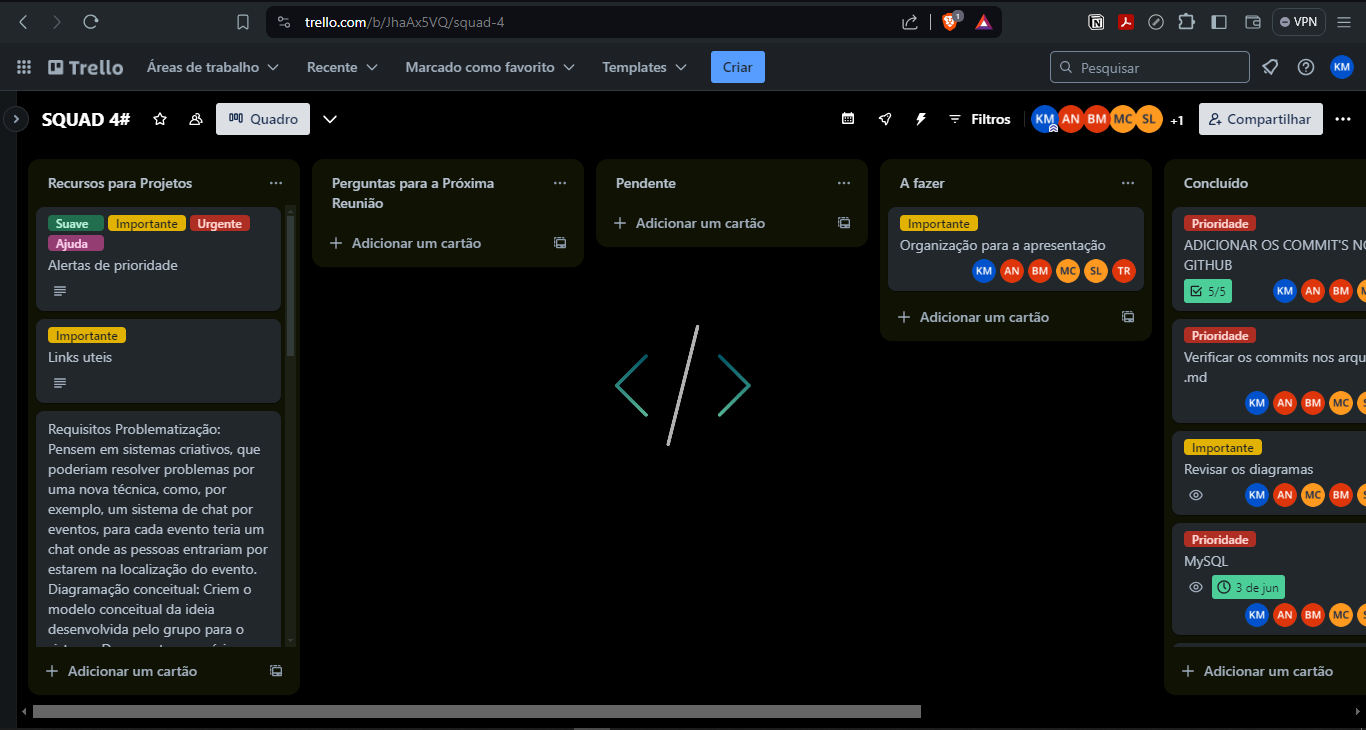 trello.com/b/JhaAx5VQ/squad-4
1
VPN
Trello
Áreas de trabalho
Recente
Marcado como favorito
Templates
Criar
Pesquisar
KM
SQUAD 4#
Quadro
Filtros
KM AN BM MC SL +1
Compartilhar
Recursos para Projetos
Suave Importante Urgente
Ajuda
Alertas de prioridade
Importante
Links uteis
Requisitos Problematização:
Pensem em sistemas criativos, que
poderiam resolver problemas por
uma nova técnica, como, por
exemplo, um sistema de chat por
eventos, para cada evento teria um
chat onde as pessoas entrariam por
estarem na localização do evento.
Diagramação conceitual: Criem o
modelo conceitual da ideia
desenvolvida pelo grupo para o
+ Adicionar um cartão
Perguntas para a Próxima
Reunião
+ Adicionar um cartão
Pendente
+ Adicionar um cartão
A fazer
Importante
Organização para a apresentação
KM AN BM MC SL TR
+ Adicionar um cartão
Concluído
Prioridade
ADICIONAR OS COMMIT'S NO
GITHUB
5/5
KM AN BM
Prioridade
Verificar os commits nos arqu
.md
KM AN BM MC
Importante
Revisar os diagramas
KM AN MC BM
Prioridade
MySQL
3 de jun
KM AN BM MC
+ Adicionar um cartão